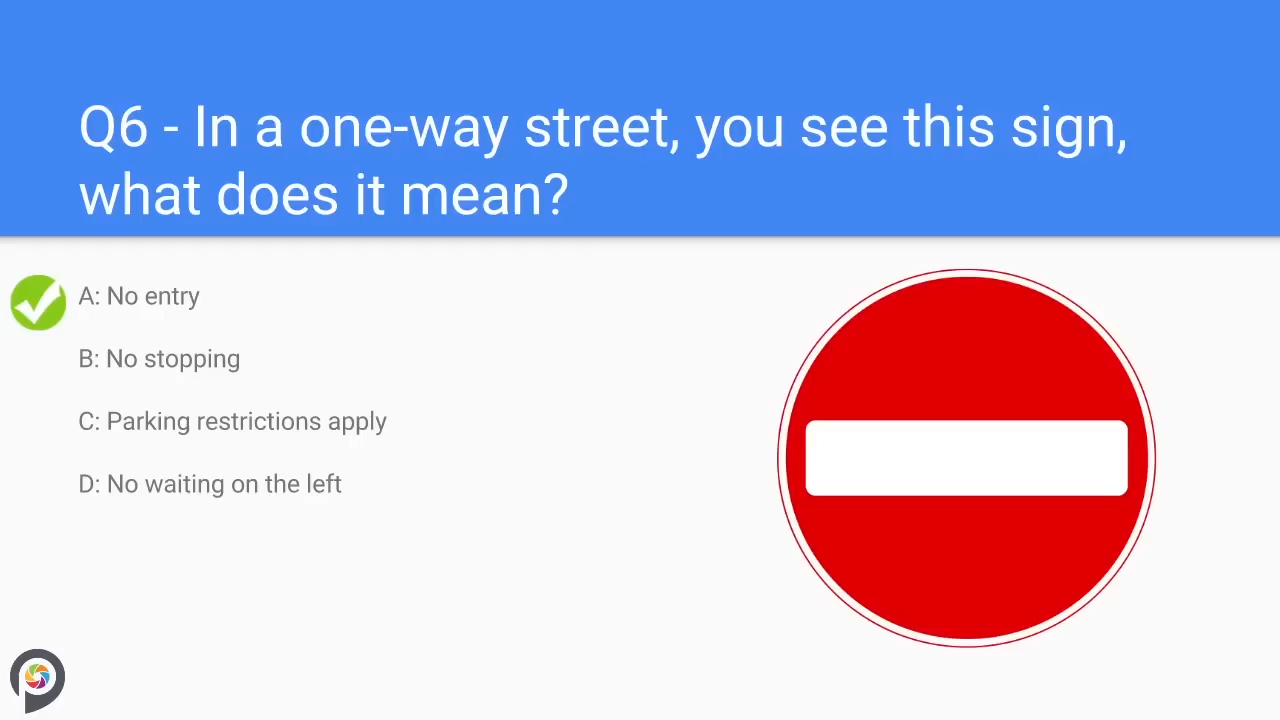 Q6 - In a one-way street, you see this sign,
what does it mean?
A: No entry
B: No stopping
C: Parking restrictions apply
D: No waiting on the left